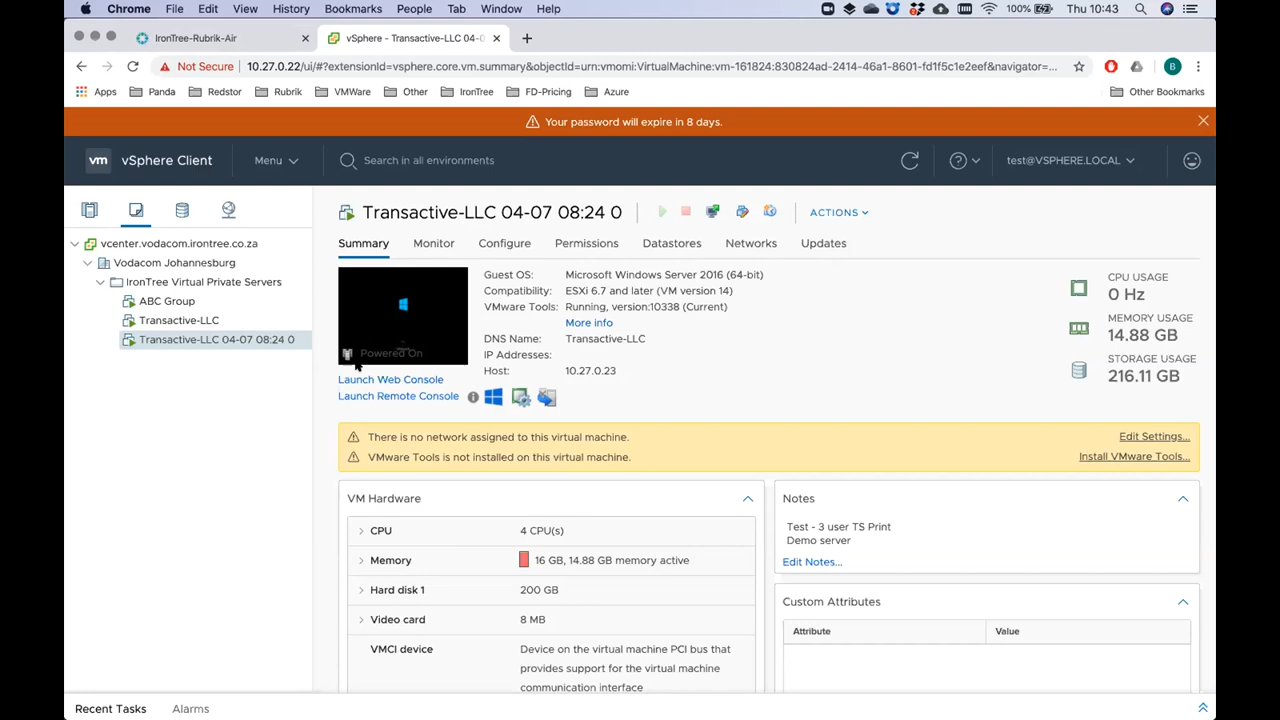 Chrome File Edit View History Bookmarks People Tab Window Help 100% Thu 10:43
IronTree-Rubrik-Air vSphere - Transactive-LLC 04-0
Not Secure 10.27.0.22/ui/#?extensionId=vsphere.core.vm.summary&objectId=urn:vmomi:VirtualMachine:vm-161824:830824ad-2414-46a1-8601-fd1f5c1e2eef&navigator=...
Apps Panda Redstor Rubrik VMWare Other IronTree FD-Pricing Azure Other Bookmarks
Your password will expire in 8 days.
vm vSphere Client Menu Search in all environments test@VSPHERE.LOCAL
Transactive-LLC 04-07 08:24 0 ACTIONS
Summary Monitor Configure Permissions Datastores Networks Updates
vcenter.vodacom.irontree.co.za
Vodacom Johannesburg
IronTree Virtual Private Servers
ABC Group
Transactive-LLC
Transactive-LLC 04-07 08:24 0
Powered On
Launch Web Console
Launch Remote Console
Guest OS: Microsoft Windows Server 2016 (64-bit)
Compatibility: ESXi 6.7 and later (VM version 14)
VMware Tools: Running, version:10338 (Current)
More info
DNS Name: Transactive-LLC
IP Addresses:
Host: 10.27.0.23
CPU USAGE
0 Hz
MEMORY USAGE
14.88 GB
STORAGE USAGE
216.11 GB
There is no network assigned to this virtual machine. Edit Settings...
VMware Tools is not installed on this virtual machine. Install VMware Tools...
VM Hardware
CPU 4 CPU(s)
Memory 16 GB, 14.88 GB memory active
Hard disk 1 200 GB
Video card 8 MB
VMCI device Device on the virtual machine PCI bus that
provides support for the virtual machine
communication interface
Notes
Test - 3 user TS Print
Demo server
Edit Notes...
Custom Attributes
Attribute Value
Recent Tasks Alarms